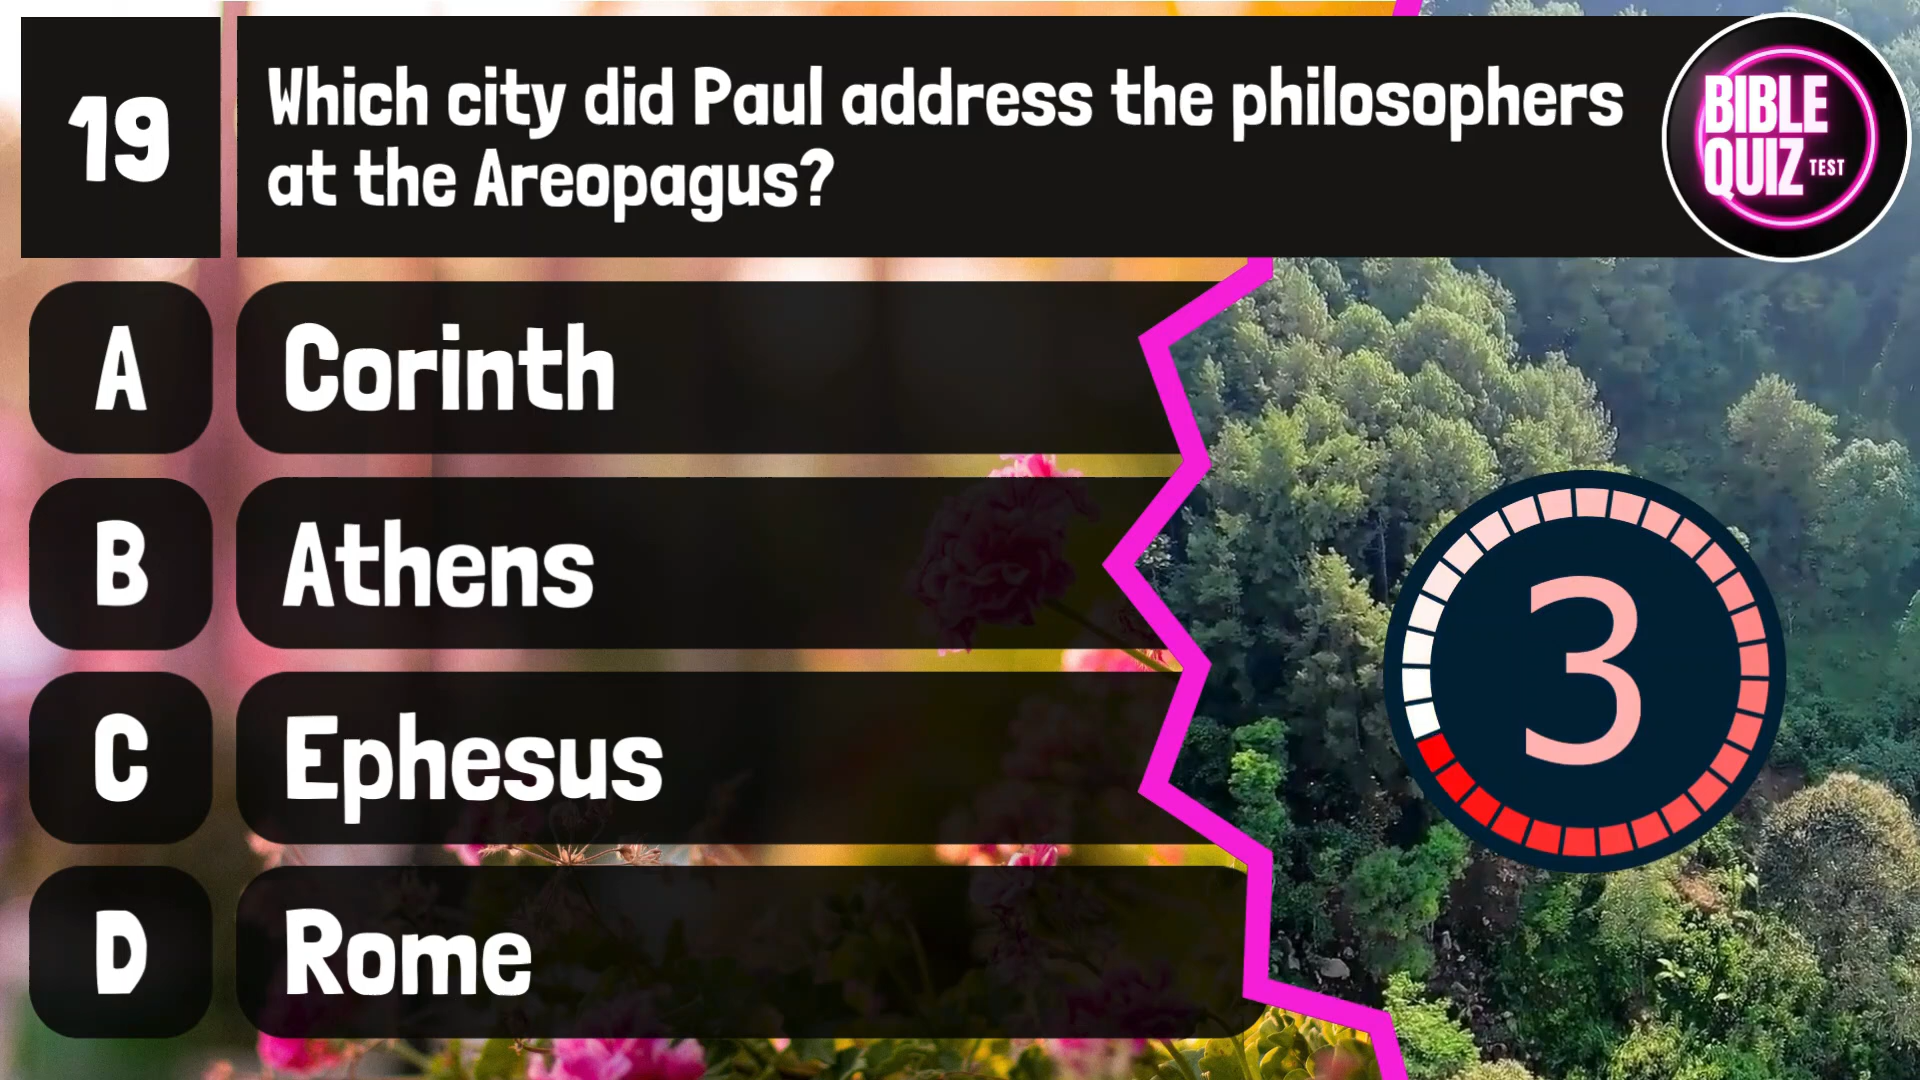 19
Which city did Paul address the philosophers
at the Areopagus?
BIBLE
QUIZ TEST
A
Corinth
B
Athens
C
Ephesus
D
Rome
3